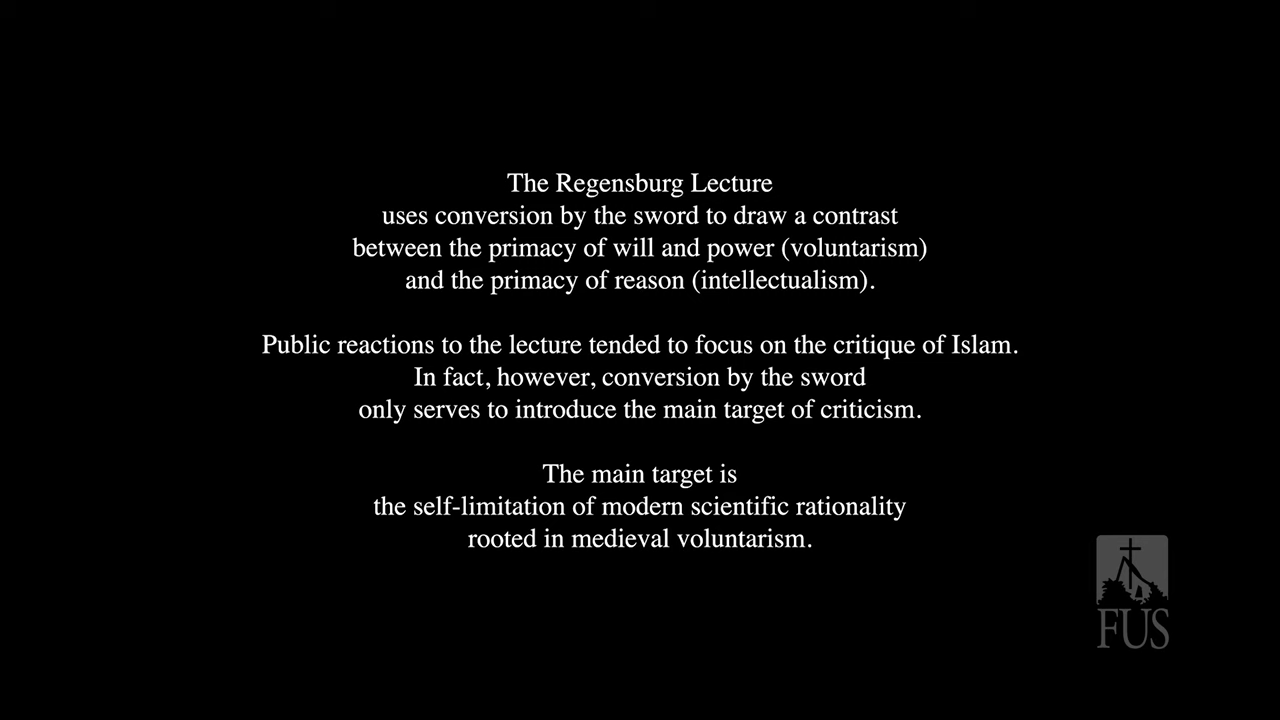 The Regensburg Lecture
uses conversion by the sword to draw a contrast
between the primacy of will and power (voluntarism)
and the primacy of reason (intellectualism).
Public reactions to the lecture tended to focus on the critique of Islam.
In fact, however, conversion by the sword
only serves to introduce the main target of criticism.
The main target is
the self-limitation of modern scientific rationality
rooted in medieval voluntarism.
FUS